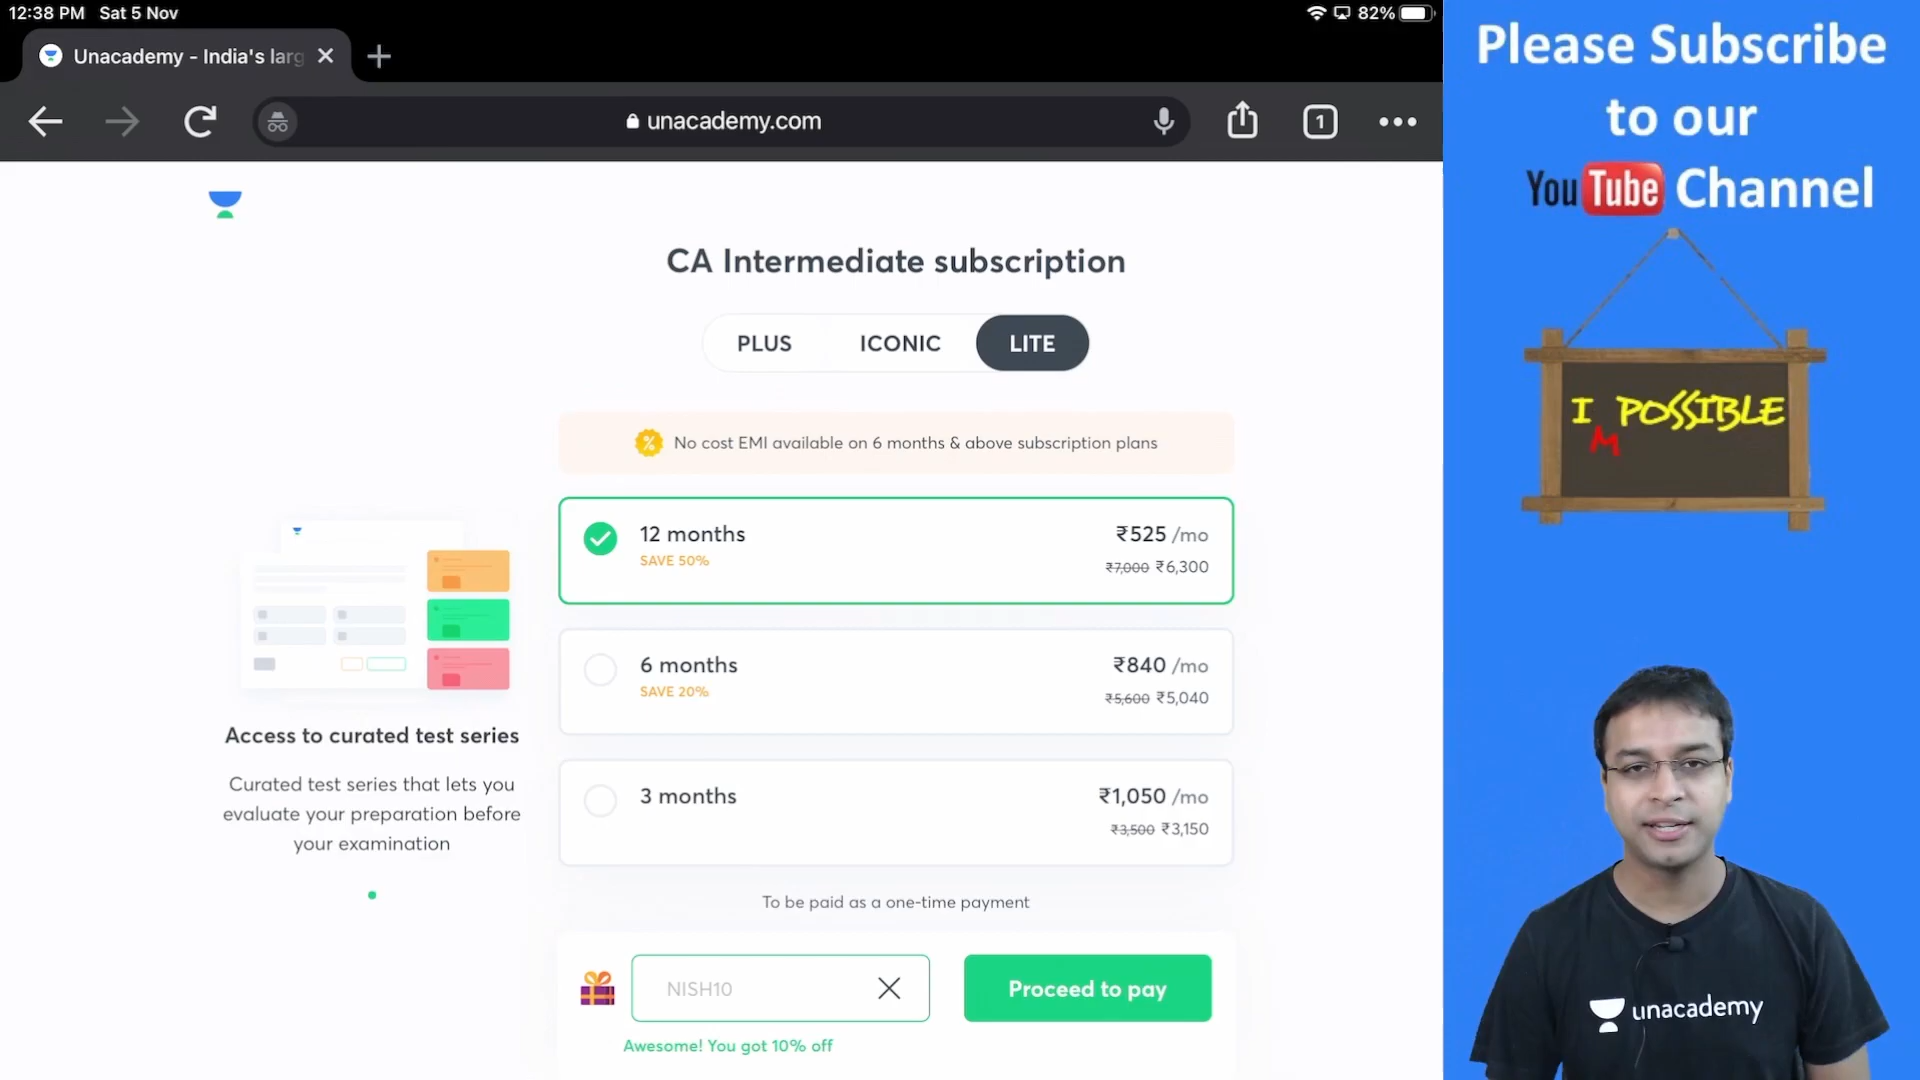 12:38 PM Sat 5 Nov
82%
Unacademy - India's larg
unacademy.com
1
CA Intermediate subscription
PLUS
ICONIC
LITE
No cost EMI available on 6 months & above subscription plans
12 months
₹525 /mo
SAVE 50%
₹7,000 ₹6,300
6 months
₹840 /mo
SAVE 20%
₹5,600 ₹5,040
3 months
₹1,050 /mo
₹3,500 ₹3,150
To be paid as a one-time payment
NISH10
Proceed to pay
Awesome! You got 10% off
Access to curated test series
Curated test series that lets you
evaluate your preparation before
your examination
Please Subscribe
to our
YouTube Channel
I POSSIBLE
M
unacademy